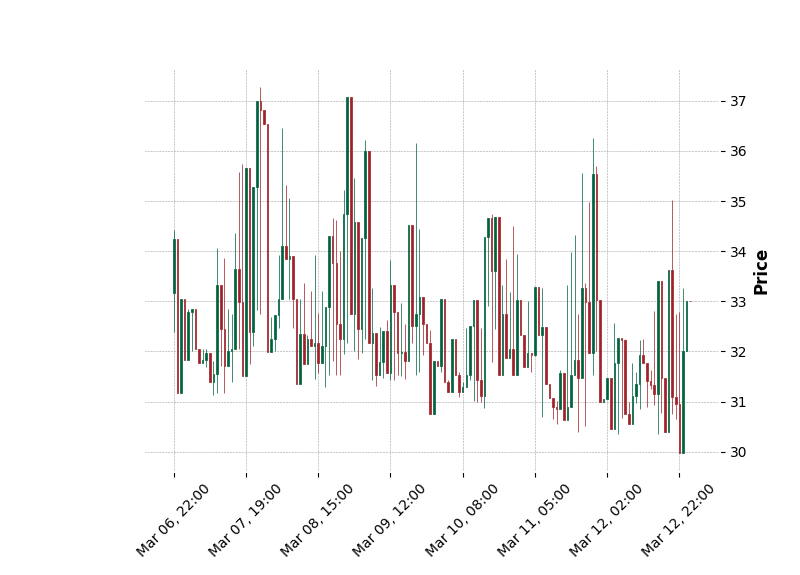 37
36
35
34
33
32
31
30
Price
Mar 06, 22:00
Mar 07, 19:00
Mar 08, 15:00
Mar 09, 12:00
Mar 10, 08:00
Mar 11, 05:00
Mar 12, 02:00
Mar 12, 22:00